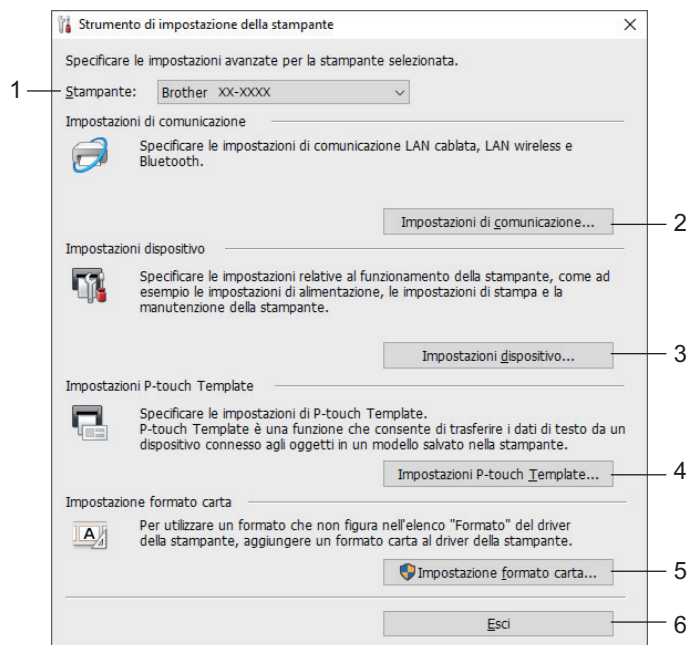 Strumento di impostazione della stampante
Specificare le impostazioni avanzate per la stampante selezionata.
1
Stampante: Brother XX-XXXX
Impostazioni di comunicazione
Specificare le impostazioni di comunicazione LAN cablata, LAN wireless e
Bluetooth.
Impostazioni di comunicazione... 2
Impostazioni dispositivo
Specificare le impostazioni relative al funzionamento della stampante, come ad
esempio le impostazioni di alimentazione, le impostazioni di stampa e la
manutenzione della stampante.
Impostazioni dispositivo... 3
Impostazioni P-touch Template
Specificare le impostazioni di P-touch Template.
P-touch Template è una funzione che consente di trasferire i dati di testo da un
dispositivo connesso agli oggetti in un modello salvato nella stampante.
Impostazioni P-touch Template... 4
Impostazione formato carta
Per utilizzare un formato che non figura nell'elenco "Formato" del driver
della stampante, aggiungere un formato carta al driver della stampante.
Impostazione formato carta... 5
Esci 6